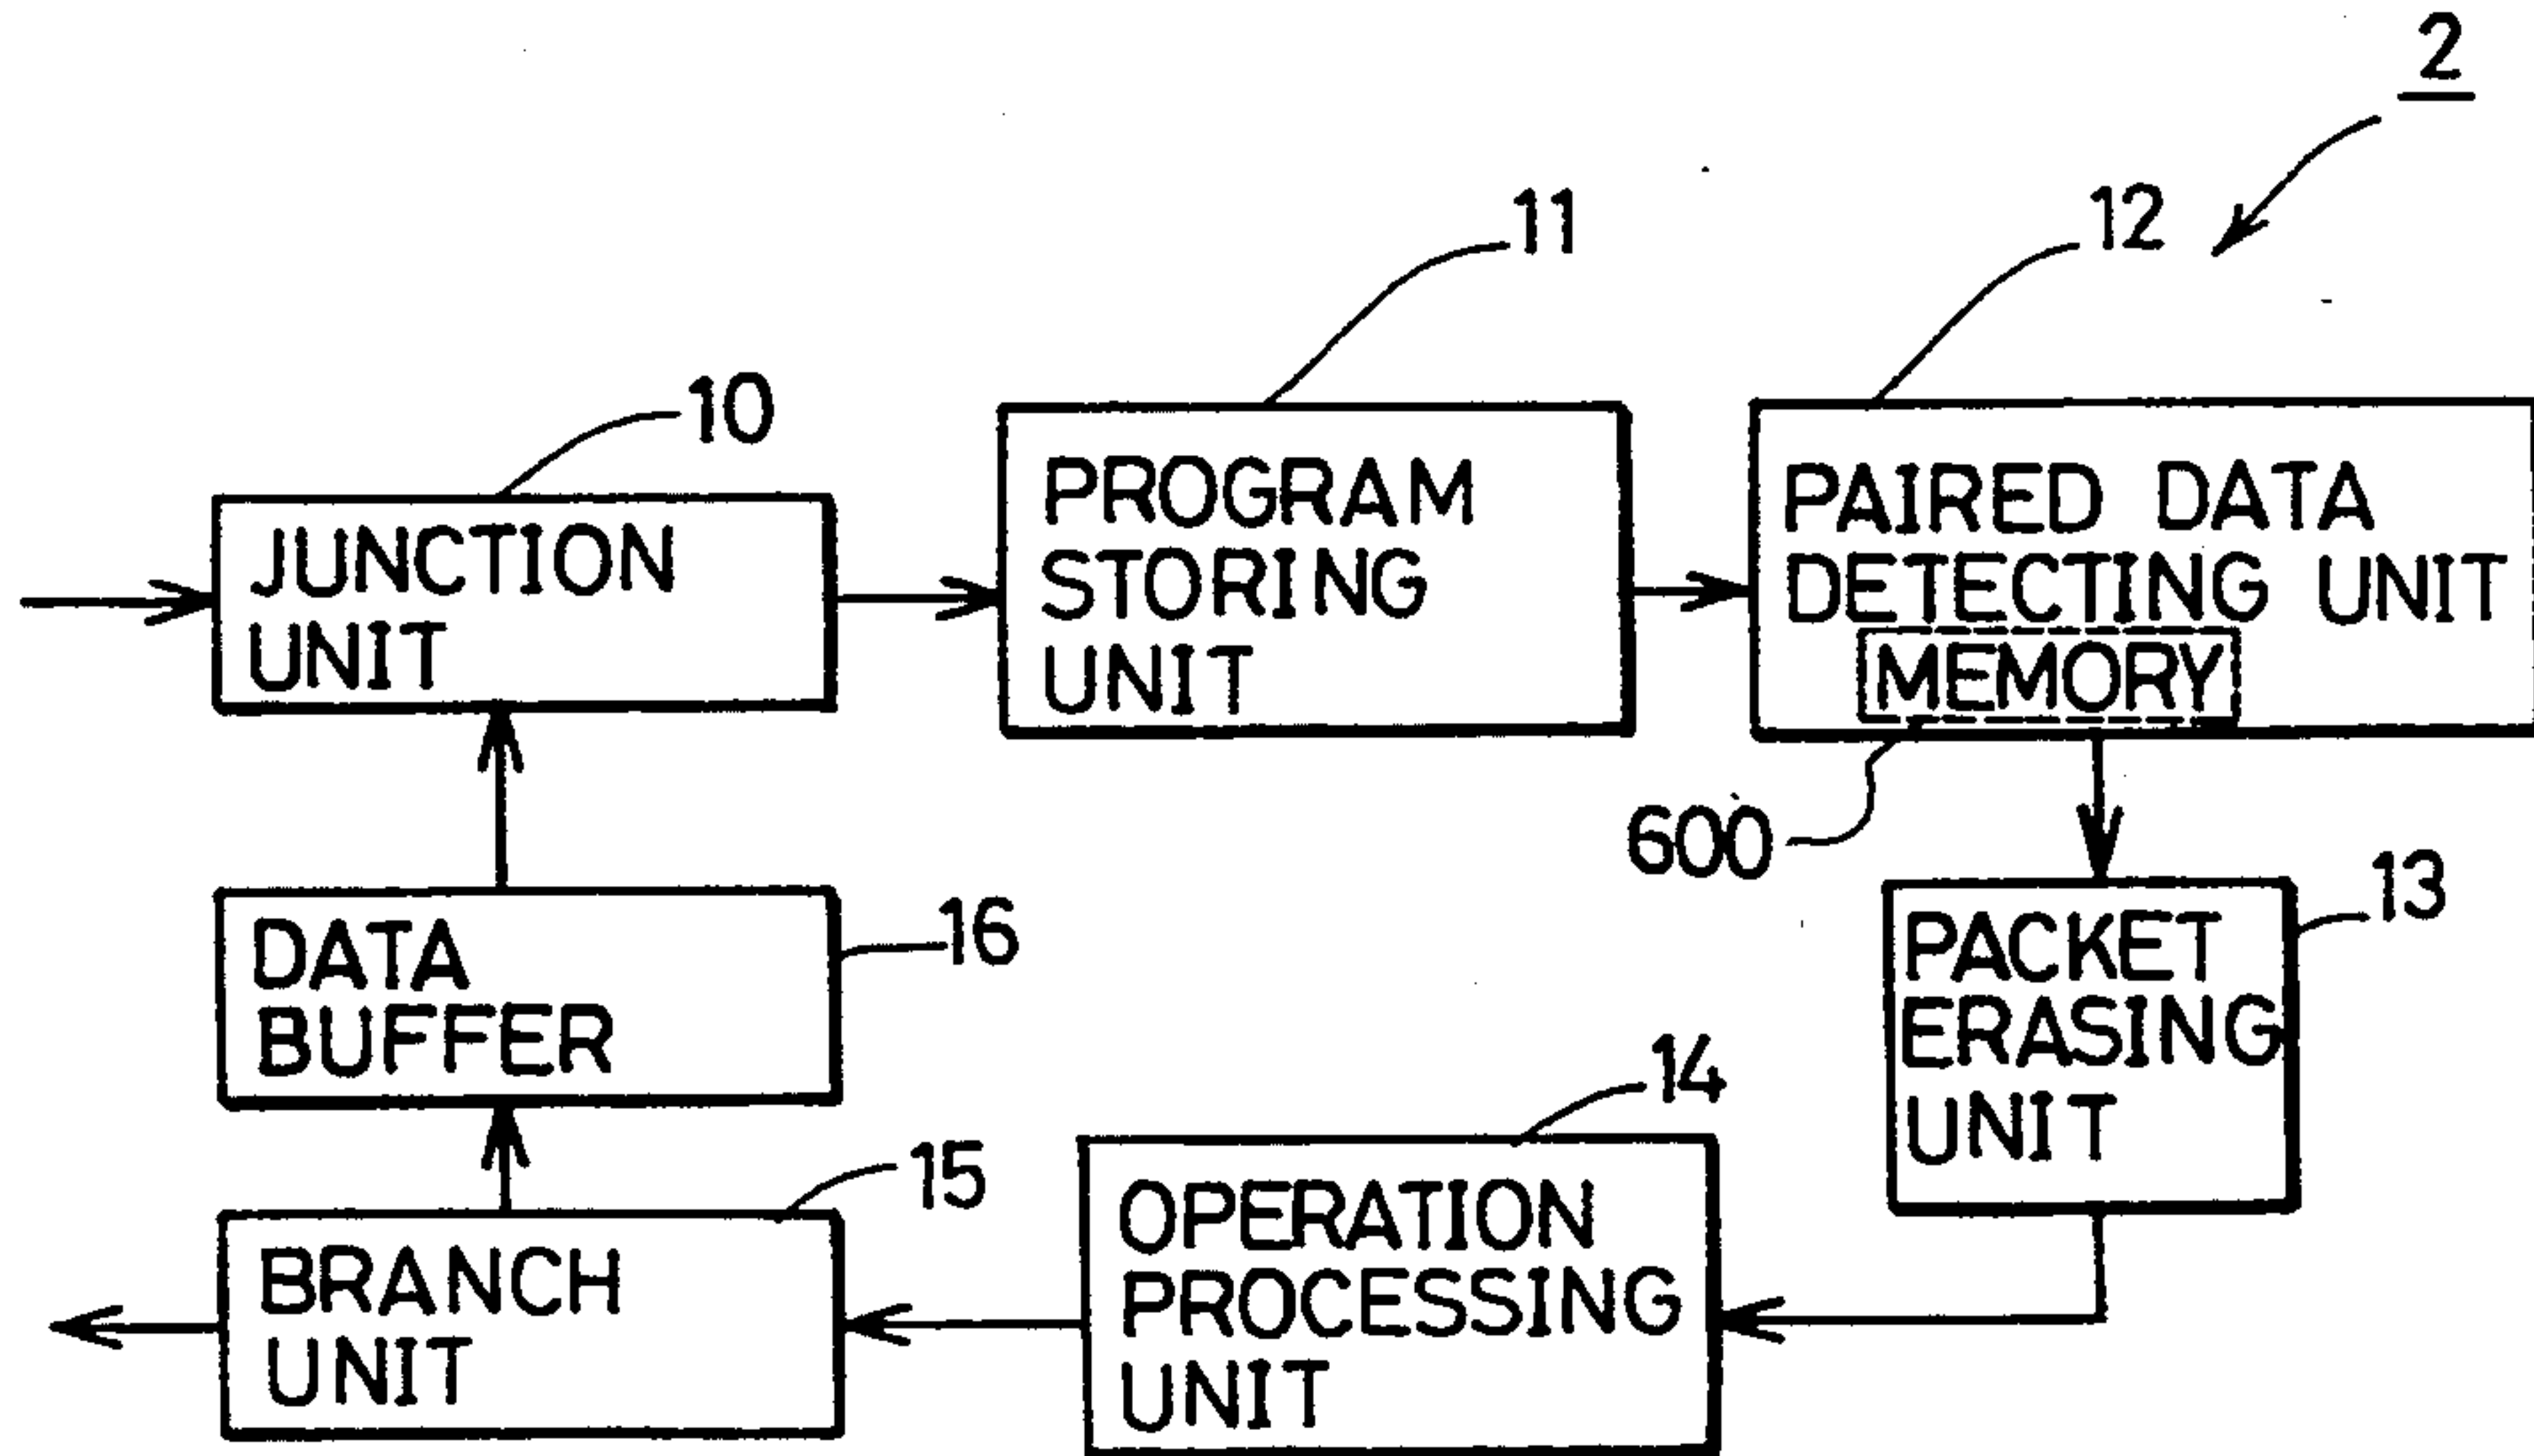 2
11
12
10
JUNCTION
UNIT
PROGRAM
STORING
UNIT
PAIRED DATA
DETECTING UNIT
MEMORY
600
13
PACKET
ERASING
UNIT
16
DATA
BUFFER
14
OPERATION
PROCESSING
UNIT
15
BRANCH
UNIT